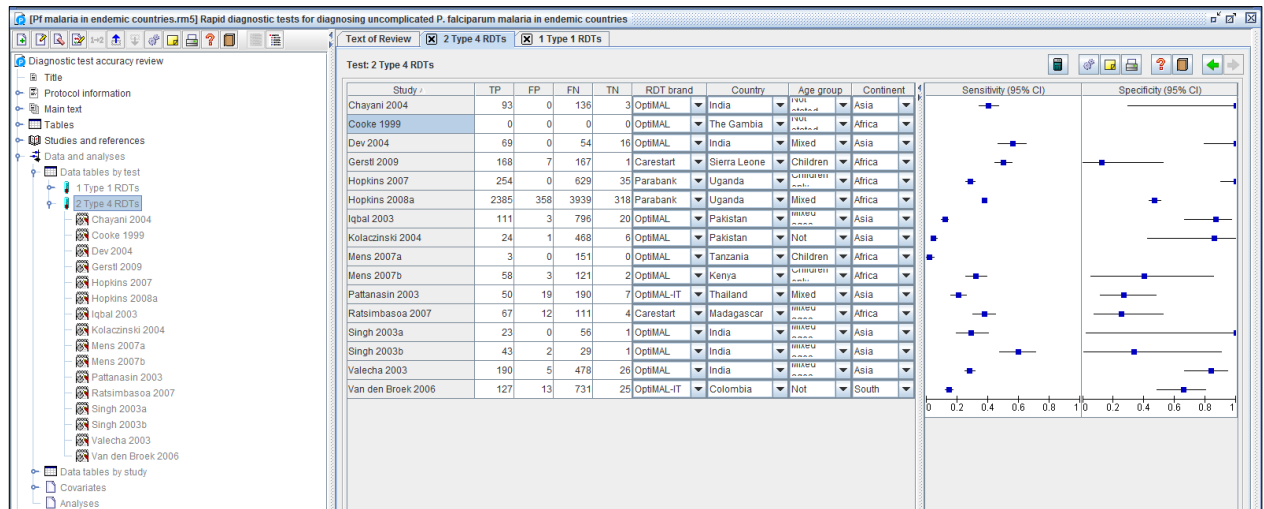 [Pf malaria in endemic countries.rm5] Rapid diagnostic tests for diagnosing uncomplicated P. falciparum malaria in endemic countries
Diagnostic test accuracy review
Title
Protocol information
Main text
Tables
Studies and references
Data and analyses
Data tables by test
1 Type 1 RDTs
2 Type 4 RDTs
Chayani 2004
Cooke 1999
Dev 2004
Gerstl 2009
Hopkins 2007
Hopkins 2008a
Iqbal 2003
Kolaczinski 2004
Mens 2007a
Mens 2007b
Pattanasin 2003
Ratsimbasoa 2007
Singh 2003a
Singh 2003b
Valecha 2003
Van den Broek 2006
Data tables by study
Covariates
Analyses
Text of Review 2 Type 4 RDTs 1 Type 1 RDTs
Test: 2 Type 4 RDTs
Study TP FP FN TN RDT brand Country Age group Continent Sensitivity (95% CI) Specificity (95% CI)
Chayani 2004 93 0 136 3 OptiMAL India Not Asia
Cooke 1999 0 0 0 0 OptiMAL The Gambia Not Africa
Dev 2004 69 0 54 16 OptiMAL India Mixed Asia
Gerstl 2009 168 7 167 1 Carestart Sierra Leone Children Africa
Hopkins 2007 254 0 629 35 Parabank Uganda Children Africa
Hopkins 2008a 2385 358 3939 318 Parabank Uganda Mixed Africa
Iqbal 2003 111 3 796 20 OptiMAL Pakistan Mixed Asia
Kolaczinski 2004 24 1 468 6 OptiMAL Pakistan Not Asia
Mens 2007a 3 0 151 0 OptiMAL Tanzania Children Africa
Mens 2007b 58 3 121 2 OptiMAL Kenya Children Africa
Pattanasin 2003 50 19 190 7 OptiMAL-IT Thailand Mixed Asia
Ratsimbasoa 2007 67 12 111 4 Carestart Madagascar Mixed Africa
Singh 2003a 23 0 56 1 OptiMAL India Mixed Asia
Singh 2003b 43 2 29 1 OptiMAL India Mixed Asia
Valecha 2003 190 5 478 26 OptiMAL India Mixed Asia
Van den Broek 2006 127 13 731 25 OptiMAL-IT Colombia Not South
0 0.2 0.4 0.6 0.8 1 0 0.2 0.4 0.6 0.8 1